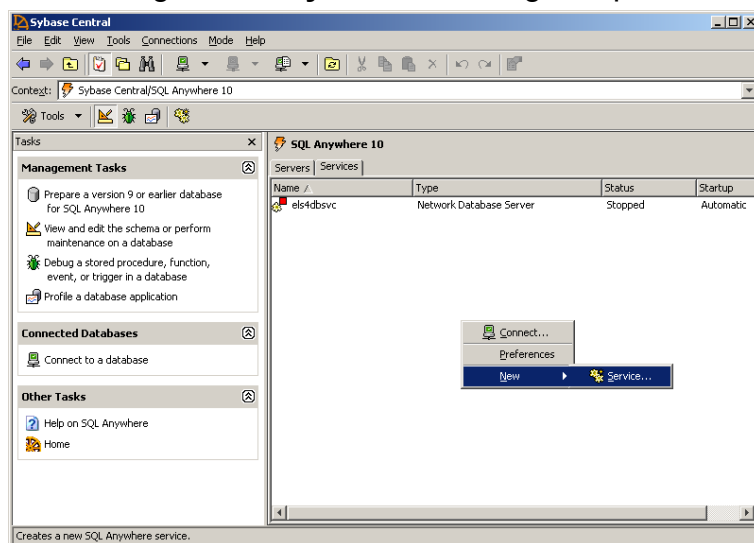 Sybase Central
File Edit View Tools Connections Mode Help
Context: Sybase Central/SQL Anywhere 10
Tools
Tasks
Management Tasks
Prepare a version 9 or earlier database
for SQL Anywhere 10
View and edit the schema or perform
maintenance on a database
Debug a stored procedure, function,
event, or trigger in a database
Profile a database application
Connected Databases
Connect to a database
Other Tasks
Help on SQL Anywhere
Home
SQL Anywhere 10
Servers Services
Name Type Status Startup
els4dbsvc Network Database Server Stopped Automatic
Connect...
Preferences
New Service...
Creates a new SQL Anywhere service.